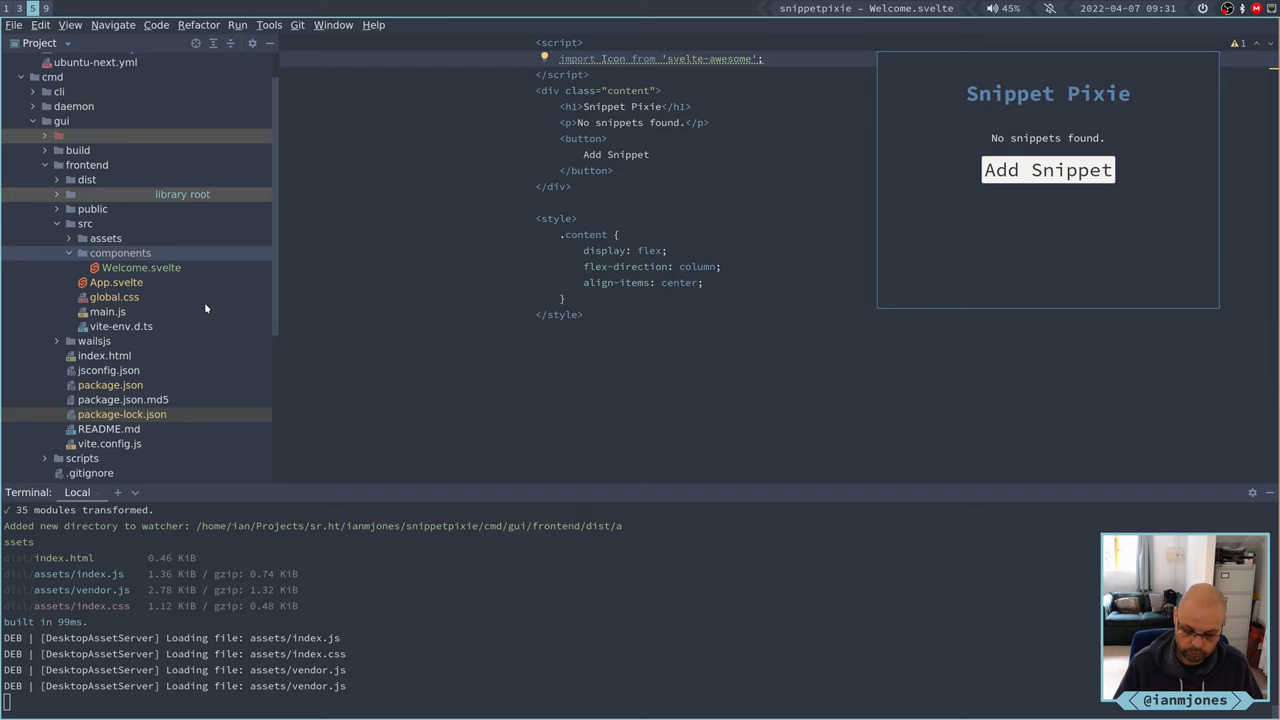 1 3 5 9
snippetpixie – Welcome.svelte
45%
2022-04-07 09:31
File Edit View Navigate Code Refactor Run Tools Git Window Help
Project
ubuntu-next.yml
cmd
cli
daemon
gui
build
frontend
dist
library root
public
src
assets
components
Welcome.svelte
App.svelte
global.css
main.js
vite-env.d.ts
wailsjs
index.html
jsconfig.json
package.json
package.json.md5
package-lock.json
README.md
vite.config.js
scripts
.gitignore
<script>
import Icon from 'svelte-awesome';
</script>
<div class="content">
<h1>Snippet Pixie</h1>
<p>No snippets found.</p>
<button>
Add Snippet
</button>
</div>
<style>
.content {
display: flex;
flex-direction: column;
align-items: center;
}
</style>
1
Snippet Pixie
No snippets found.
Add Snippet
Terminal: Local
✓ 35 modules transformed.
Added new directory to watcher: /home/ian/Projects/sr.ht/ianmjones/snippetpixie/cmd/gui/frontend/dist/a
ssets
dist/index.html 0.46 KiB
dist/assets/index.js 1.36 KiB / gzip: 0.74 KiB
dist/assets/vendor.js 2.78 KiB / gzip: 1.32 KiB
dist/assets/index.css 1.12 KiB / gzip: 0.48 KiB
built in 99ms.
DEB | [DesktopAssetServer] Loading file: assets/index.js
DEB | [DesktopAssetServer] Loading file: assets/index.css
DEB | [DesktopAssetServer] Loading file: assets/vendor.js
DEB | [DesktopAssetServer] Loading file: assets/vendor.js
@ianmjones